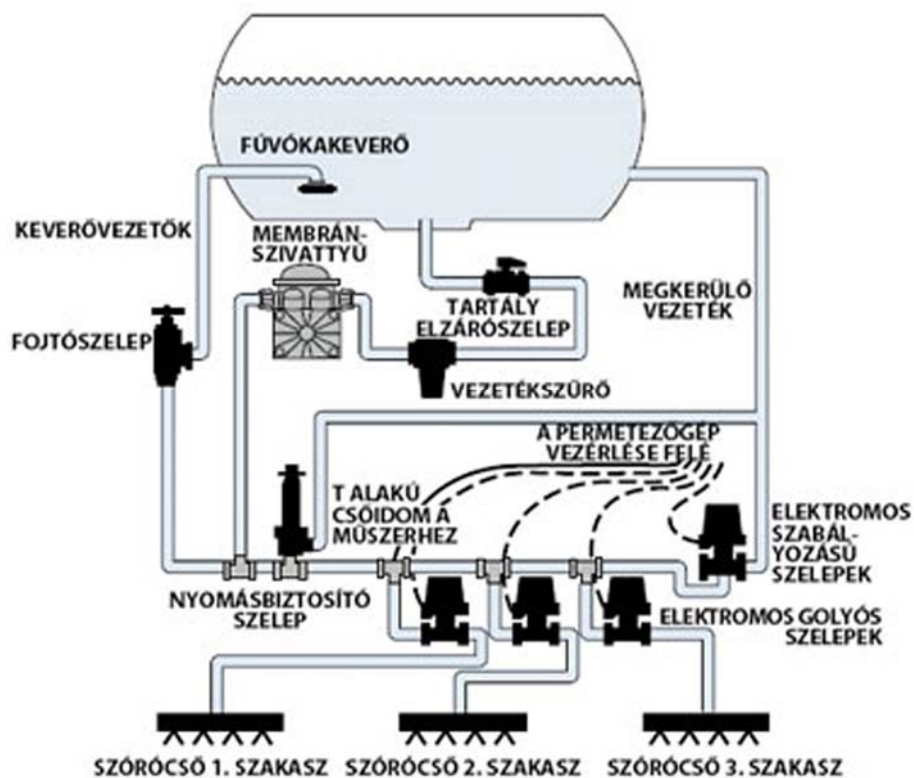 FÚVÓKAKEVERŐ
KEVERŐVEZETŐK
MEMBRÁN-
SZIVATTYÚ
TARTÁLY
ELZÁRÓSZELEP
MEGKERÜLŐ
VEZETÉK
FOJTÓSZELEP
VEZETÉKSZŰRŐ
A PERMETEZŐGÉP
VEZÉRLÉSE FELÉ
T ALAKÚ
CSŐIDOM A
MŰSZERHEZ
ELEKTROMOS
SZABÁL-
YOZÁSÚ
SZELEPEK
NYOMÁSBIZTOSÍTÓ
SZELEP
ELEKTROMOS GOLYÓS
SZELEPEK
SZÓRÓCSŐ 1. SZAKASZ
SZÓRÓCSŐ 2. SZAKASZ
SZÓRÓCSŐ 3. SZAKASZ